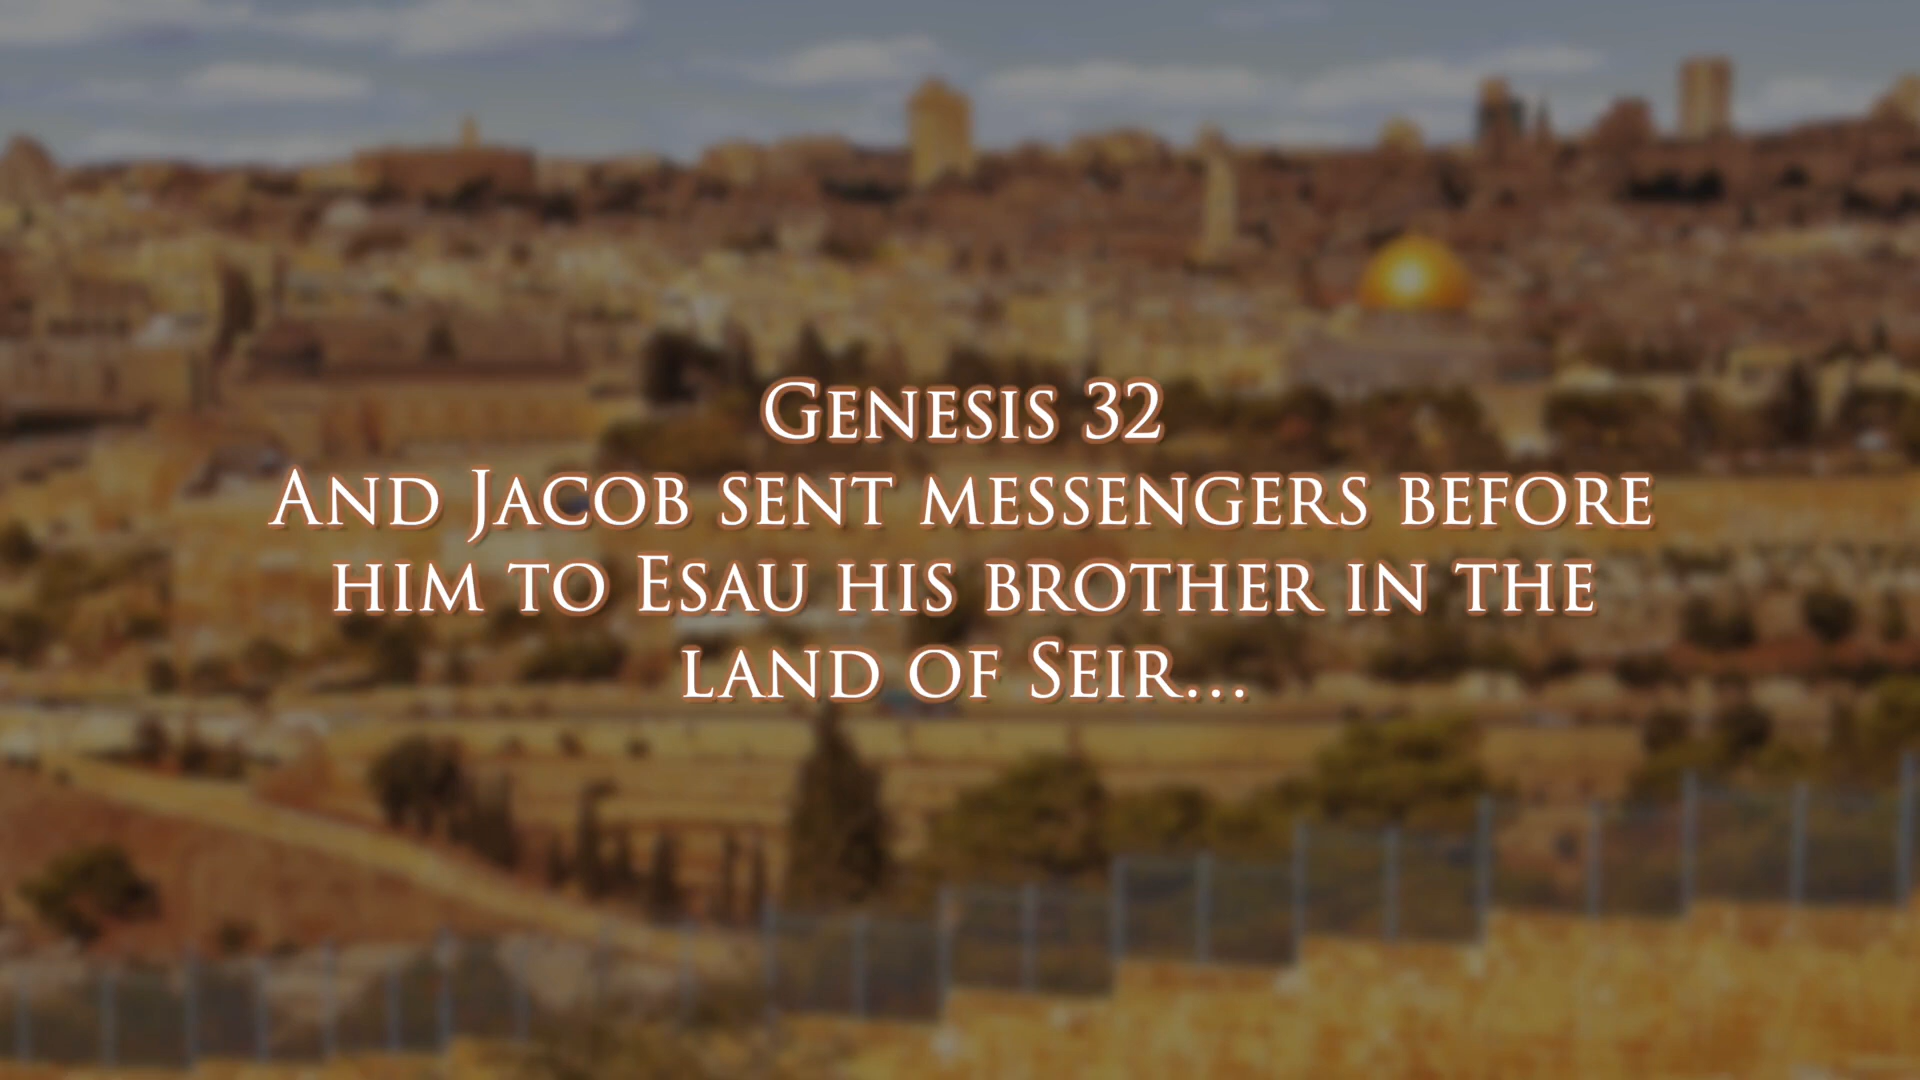 Genesis 32
And Jacob sent messengers before
him to Esau his brother in the
land of Seir...